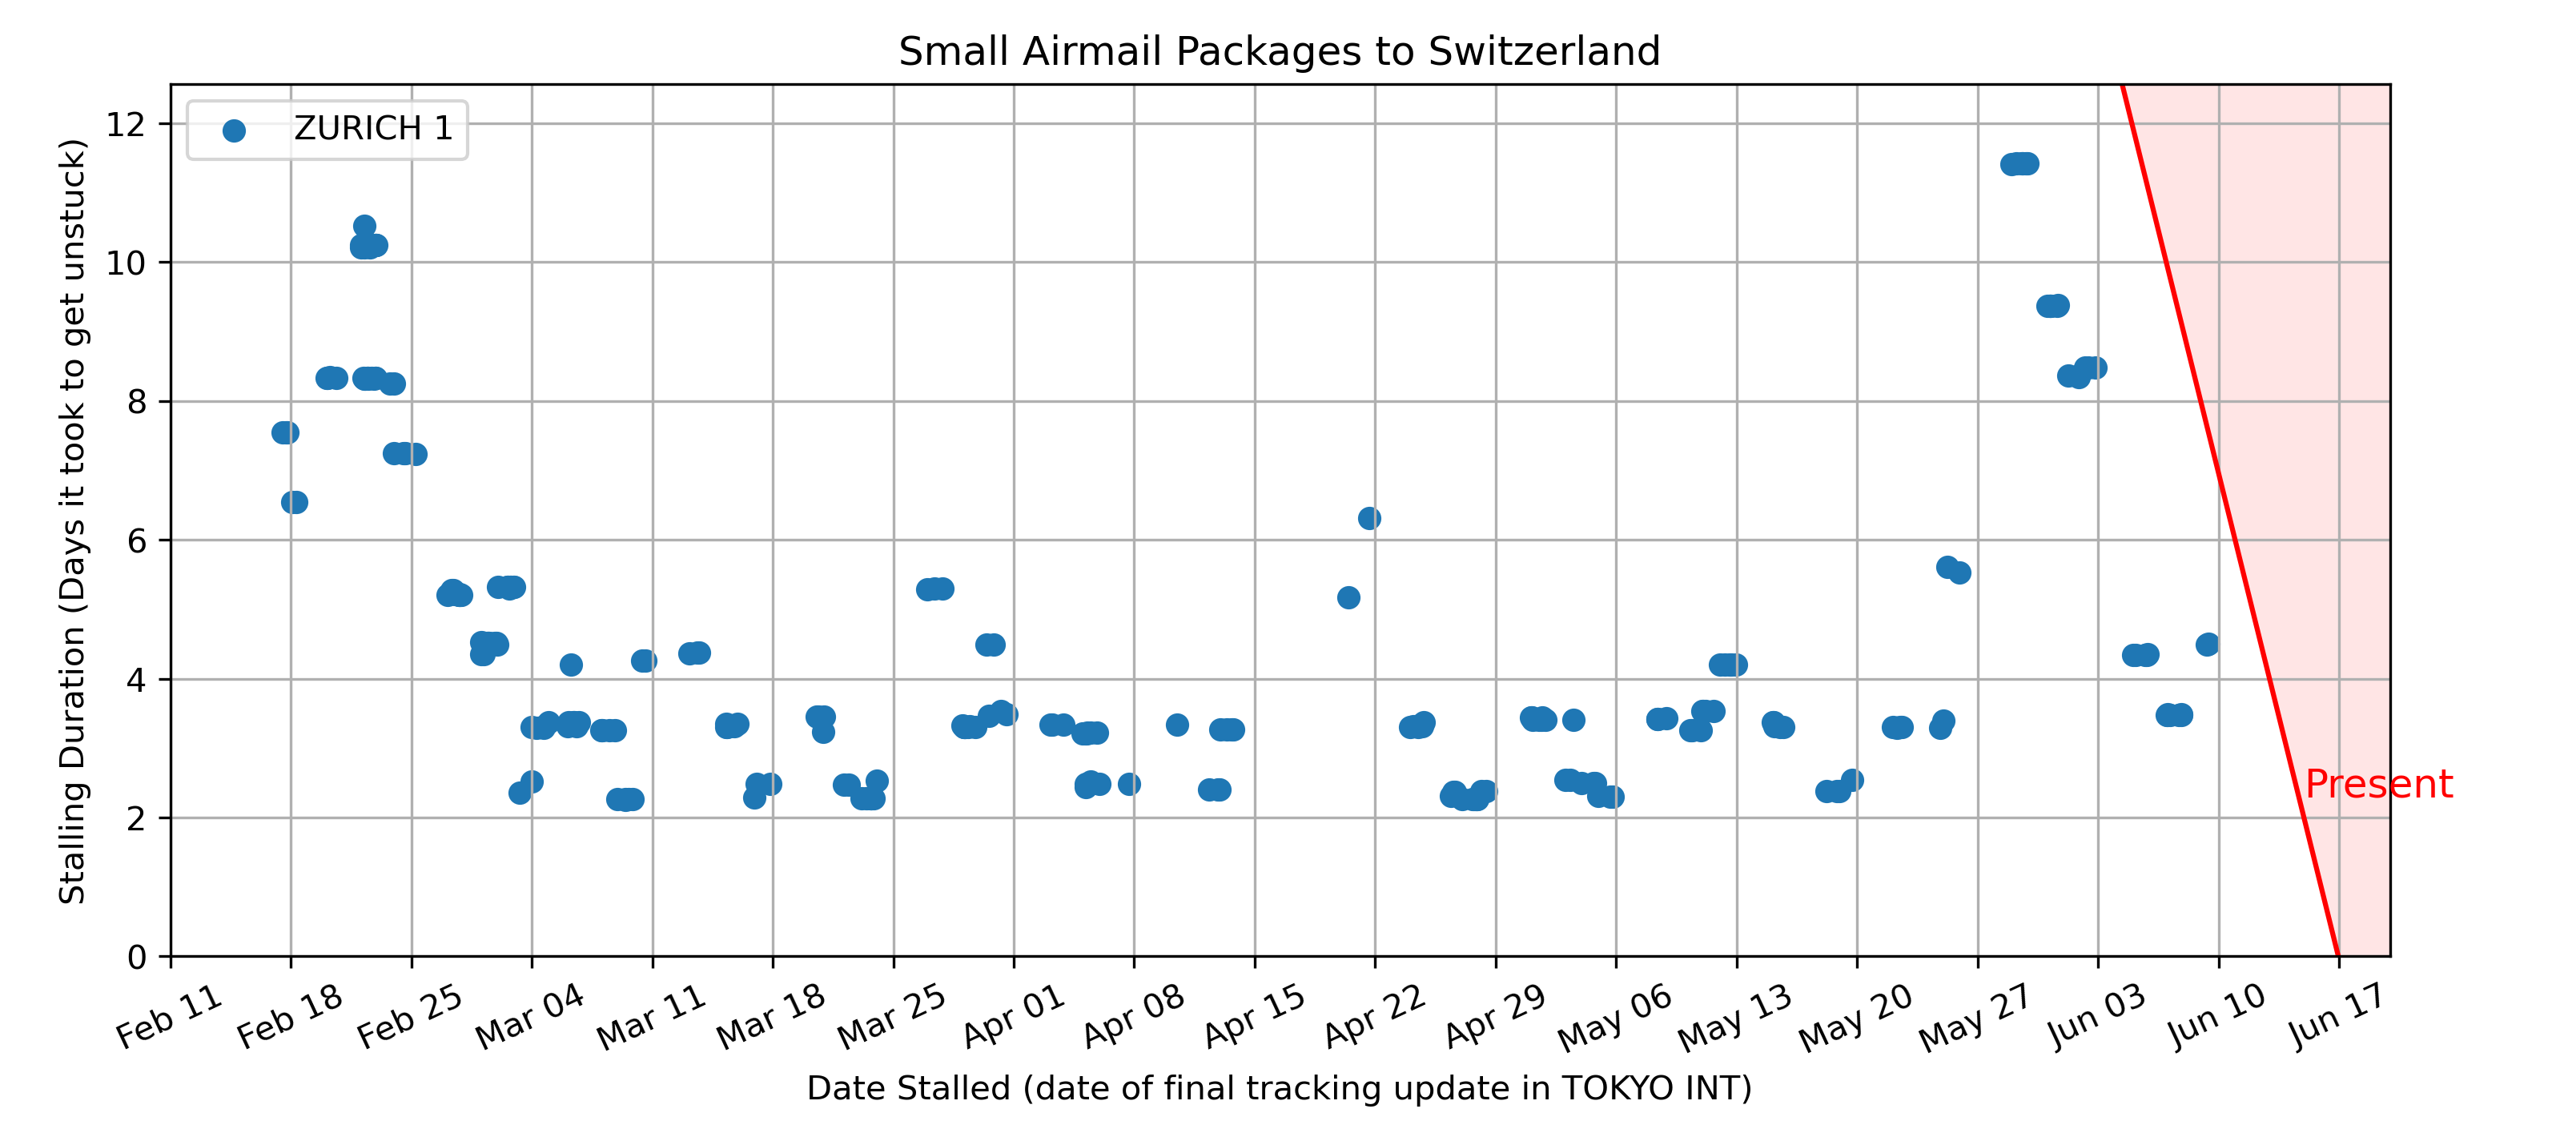 Small Airmail Packages to Switzerland
ZURICH 1
Stalling Duration (Days it took to get unstuck)
12
10
8
6
4
2
0
Present
Feb 11 Feb 18 Feb 25 Mar 04 Mar 11 Mar 18 Mar 25 Apr 01 Apr 08 Apr 15 Apr 22 Apr 29 May 06 May 13 May 20 May 27 Jun 03 Jun 10 Jun 17
Date Stalled (date of final tracking update in TOKYO INT)